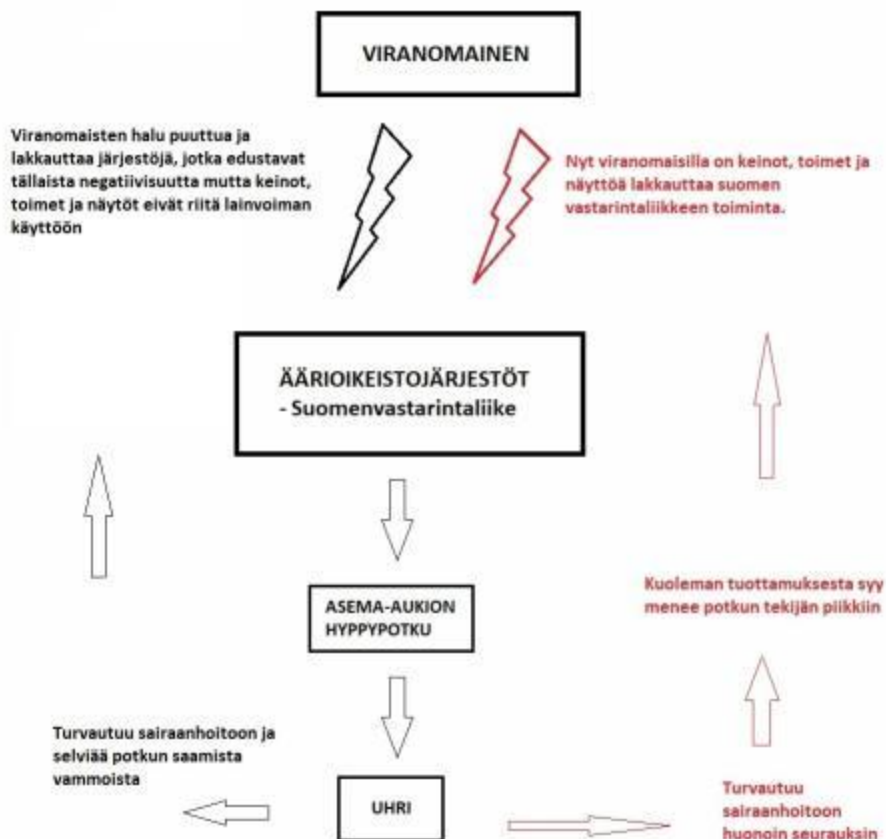 VIRANOMAINEN
Viranomaisten halu puuttua ja
lakkauttaa järjestöjä, jotka edustavat
tällaista negatiivisuutta mutta keinot,
toimet ja näytöt eivät riitä lainvoiman
käyttöön
Nyt viranomaisilla on keinot, toimet ja
näyttöä lakkauttaa suomen
vastarintaliikkeen toiminta.
ÄÄRIOIKEISTOJÄRJESTÖT
- Suomenvastarintaliike
ASEMA-AUKION
HYPPYPOTKU
Kuoleman tuottamuksesta syy
menee potkun tekijän piikkiin
Turvautuu sairaanhoitoon ja
selviää potkun saamista
vammoista
UHRI
Turvautuu
sairaanhoitoon
huonoin seurauksin